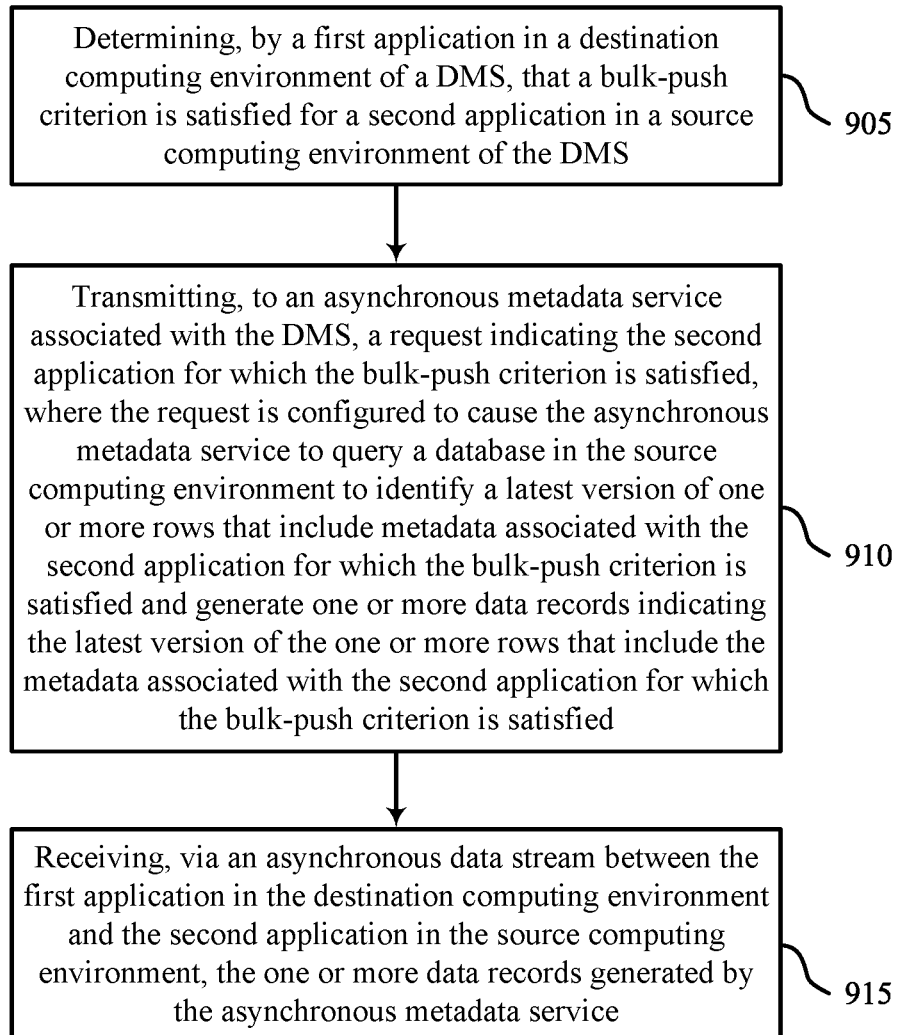 Determining, by a first application in a destination
computing environment of a DMS, that a bulk-push
criterion is satisfied for a second application in a source
computing environment of the DMS
905
Transmitting, to an asynchronous metadata service
associated with the DMS, a request indicating the second
application for which the bulk-push criterion is satisfied,
where the request is configured to cause the asynchronous
metadata service to query a database in the source
computing environment to identify a latest version of one
or more rows that include metadata associated with the
second application for which the bulk-push criterion is
satisfied and generate one or more data records indicating
the latest version of the one or more rows that include the
metadata associated with the second application for which
the bulk-push criterion is satisfied
910
Receiving, via an asynchronous data stream between the
first application in the destination computing environment
and the second application in the source computing
environment, the one or more data records generated by
the asynchronous metadata service
915